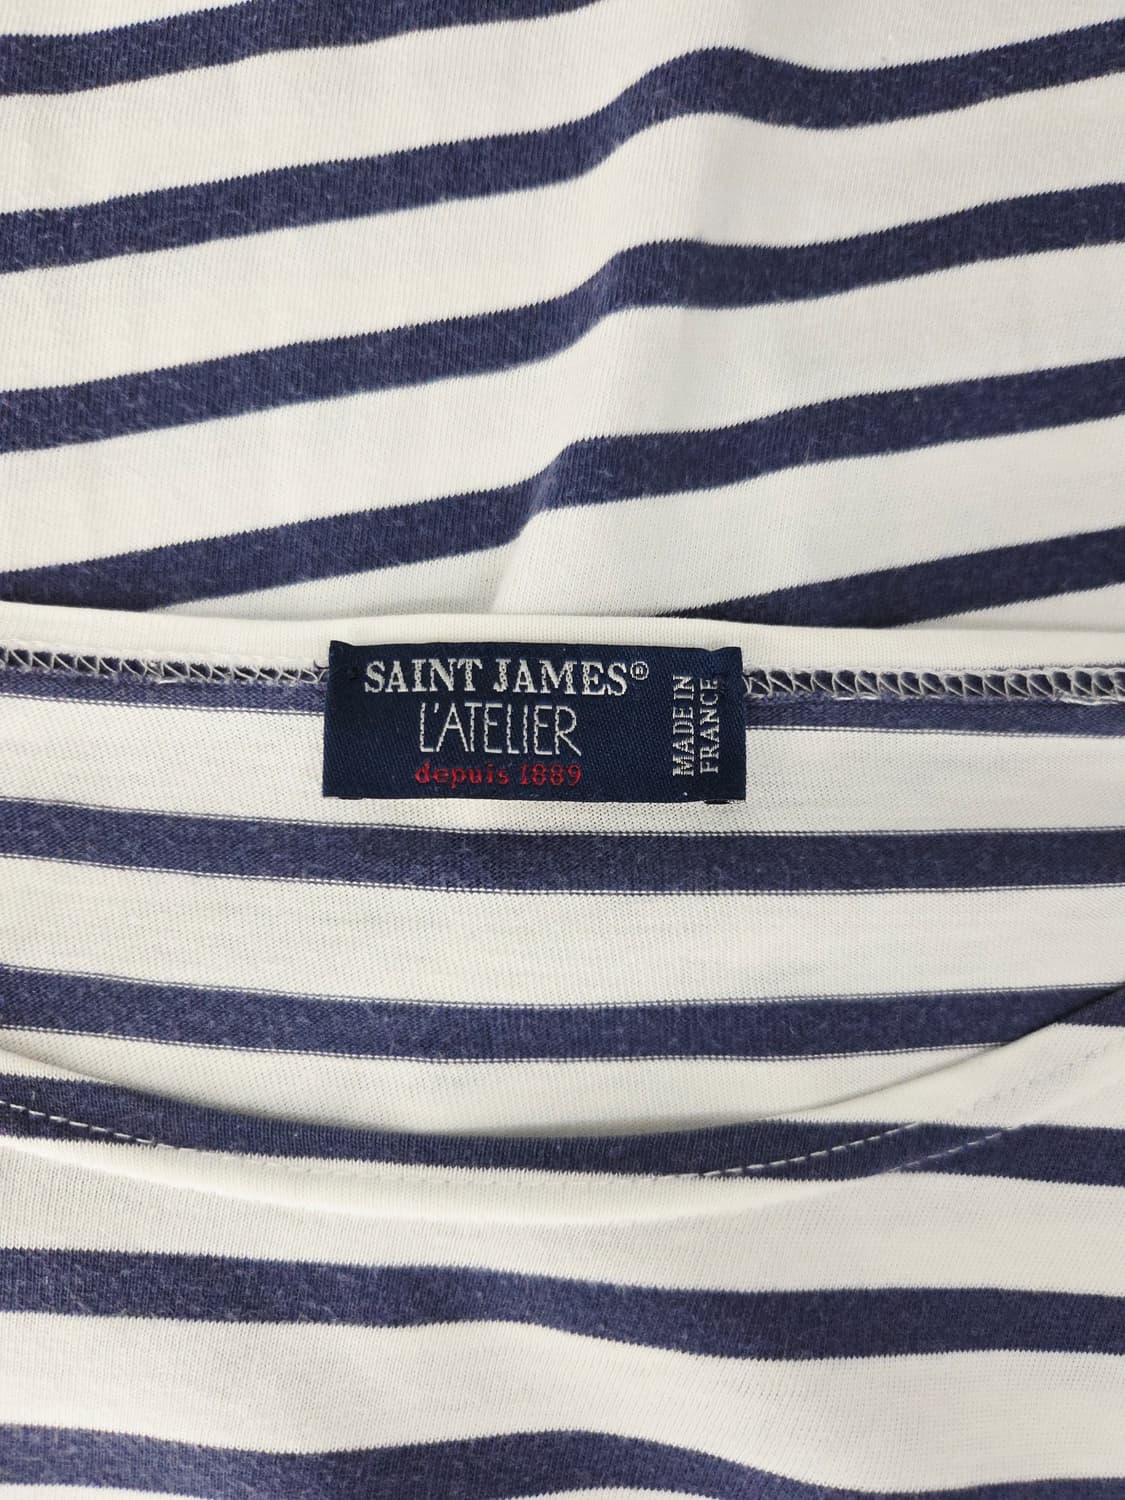 SAINT JAMES®
L'ATELIER
depuis 1889
MADE IN
FRANCE